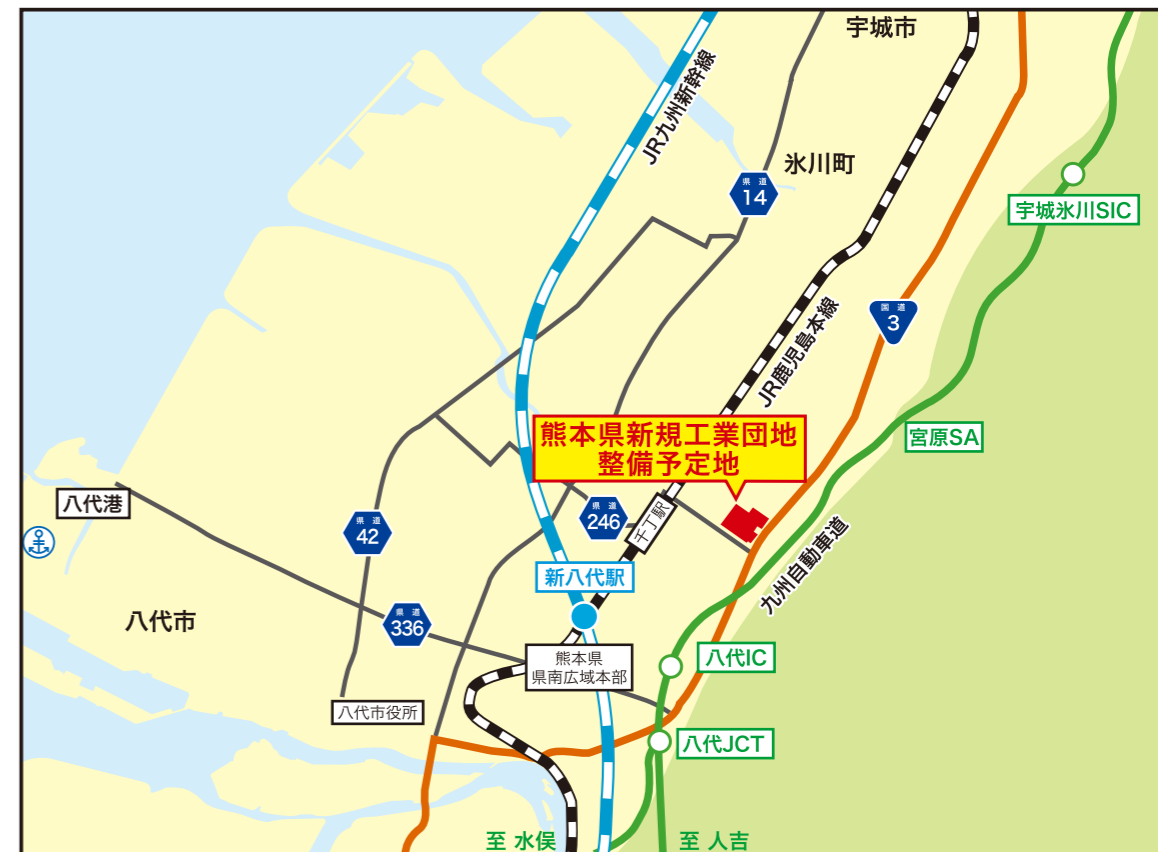 宇城市
JR九州新幹線
氷川町
県道
14
宇城氷川SIC
国道
3
JR鹿児島本線
熊本県新規工業団地
整備予定地
宮原SA
八代港
県道
42
県道
246
千丁駅
新八代駅
九州自動車道
八代市
県道
336
熊本県
県南広域本部
八代IC
八代市役所
八代JCT
至 水俣
至 人吉